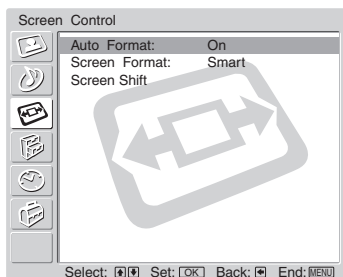 Screen Control
Auto Format: On
Screen Format: Smart
Screen Shift
Select: Set: OK Back: End: MENU